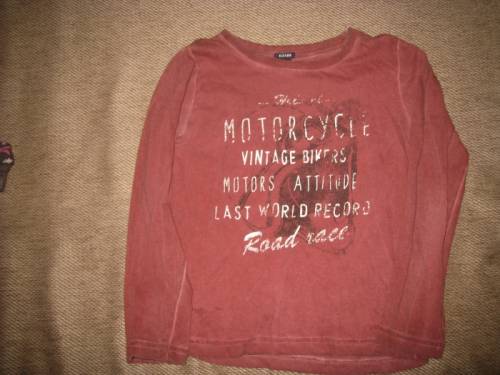 MOTORCYCLE
VINTAGE BIKERS
MOTORS ATTITUDE
LAST WORLD RECORD
Road race